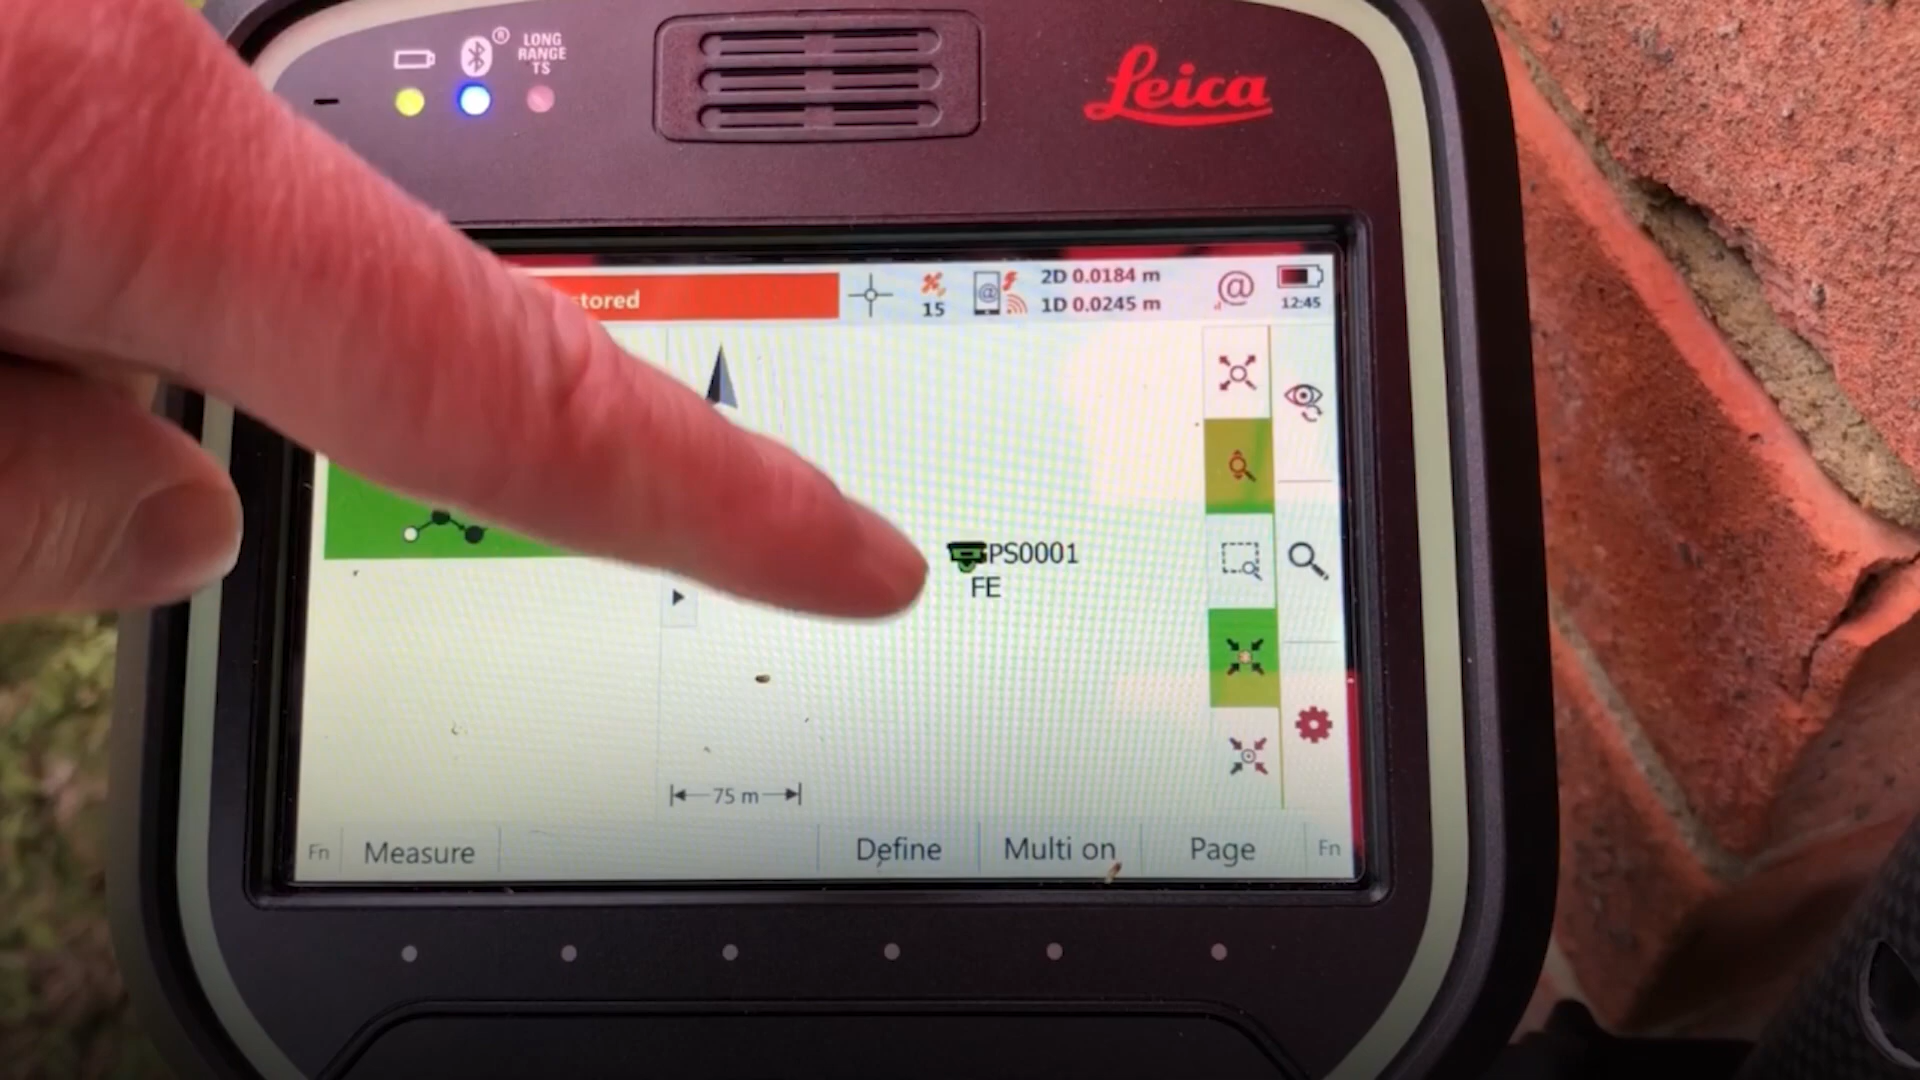 ®
LONG
RANGE
TS
Leica
stored
15
@
2D 0.0184 m
1D 0.0245 m
@
12:45
PS0001
FE
75 m
Fn
Measure
Define
Multi on
Page
Fn